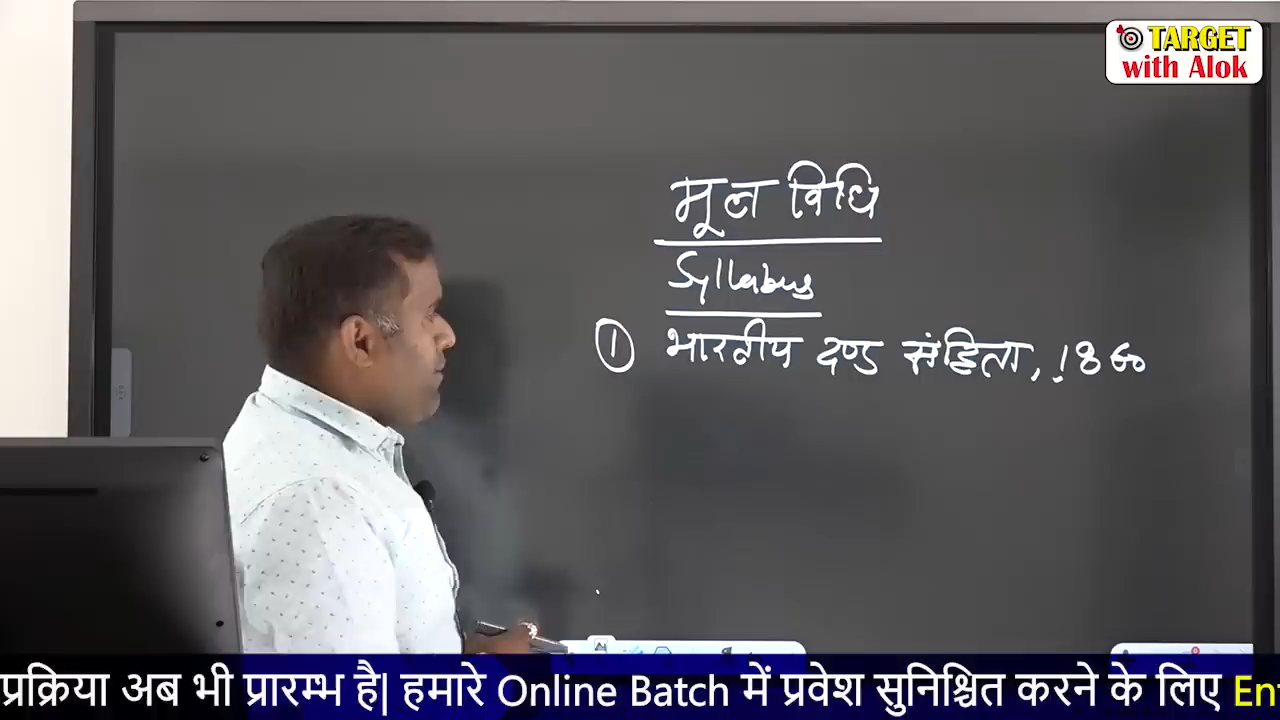 TARGET
with Alok
मूल विधि
Syllabus
① भारतीय दण्ड संहिता, 1860
प्रक्रिया अब भी प्रारम्भ है| हमारे Online Batch में प्रवेश सुनिश्चित करने के लिए